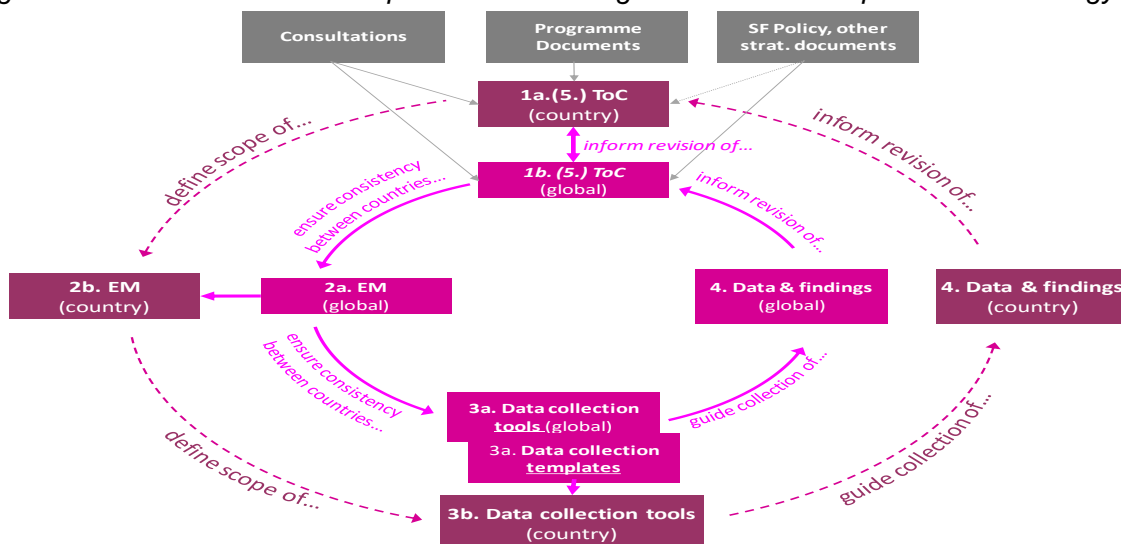 Consultations
Programme
Documents
SF Policy, other
strat. documents
1a.(5.) ToC
(country)
inform revision of...
1b. (5.) ToC
(global)
define scope of...
ensure consistency
between countries...
inform revision of...
inform revision of...
2b. EM
(country)
2a. EM
(global)
4. Data & findings
(global)
4. Data & findings
(country)
ensure consistency
between countries...
define scope of...
3a. Data collection
tools (global)
3a. Data collection
templates
guide collection of...
guide collection of...
3b. Data collection tools
(country)